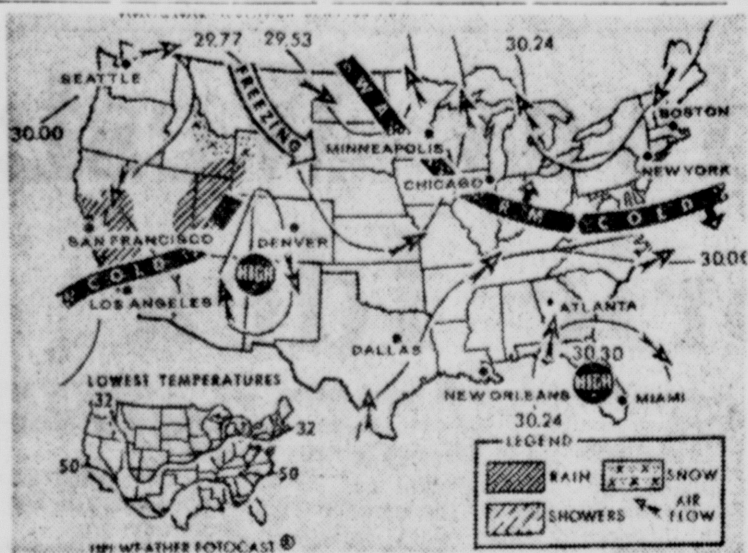 29.77
29.53
30.24
SEATTLE
FREEZING
WA
BOSTON
30.00
MINNEAPOLIS
NEW YORK
CHICAGO
RM
COLD
SAN FRANCISCO
DENVER
COLD
HIGH
30.06
LOS ANGELES
ATLANTA
DALLAS
30.30
LOWEST TEMPERATURES
NEW ORLEANS
HIGH
MIAMI
32
30.24
32
LEGEND
50
50
RAIN
SNOW
SHOWERS
AIR
FLOW
UPI WEATHER FOTOCAST ®